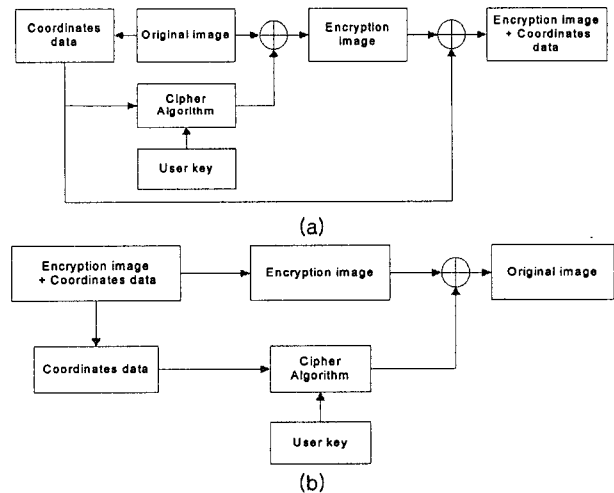 Coordinates
data
Original image
Encryption
image
Encryption image
+ Coordinates
data
Cipher
Algorithm
User key
(a)
Encryption image
+ Coordinates data
Encryption image
Original image
Coordinates data
Cipher
Algorithm
User key
(b)